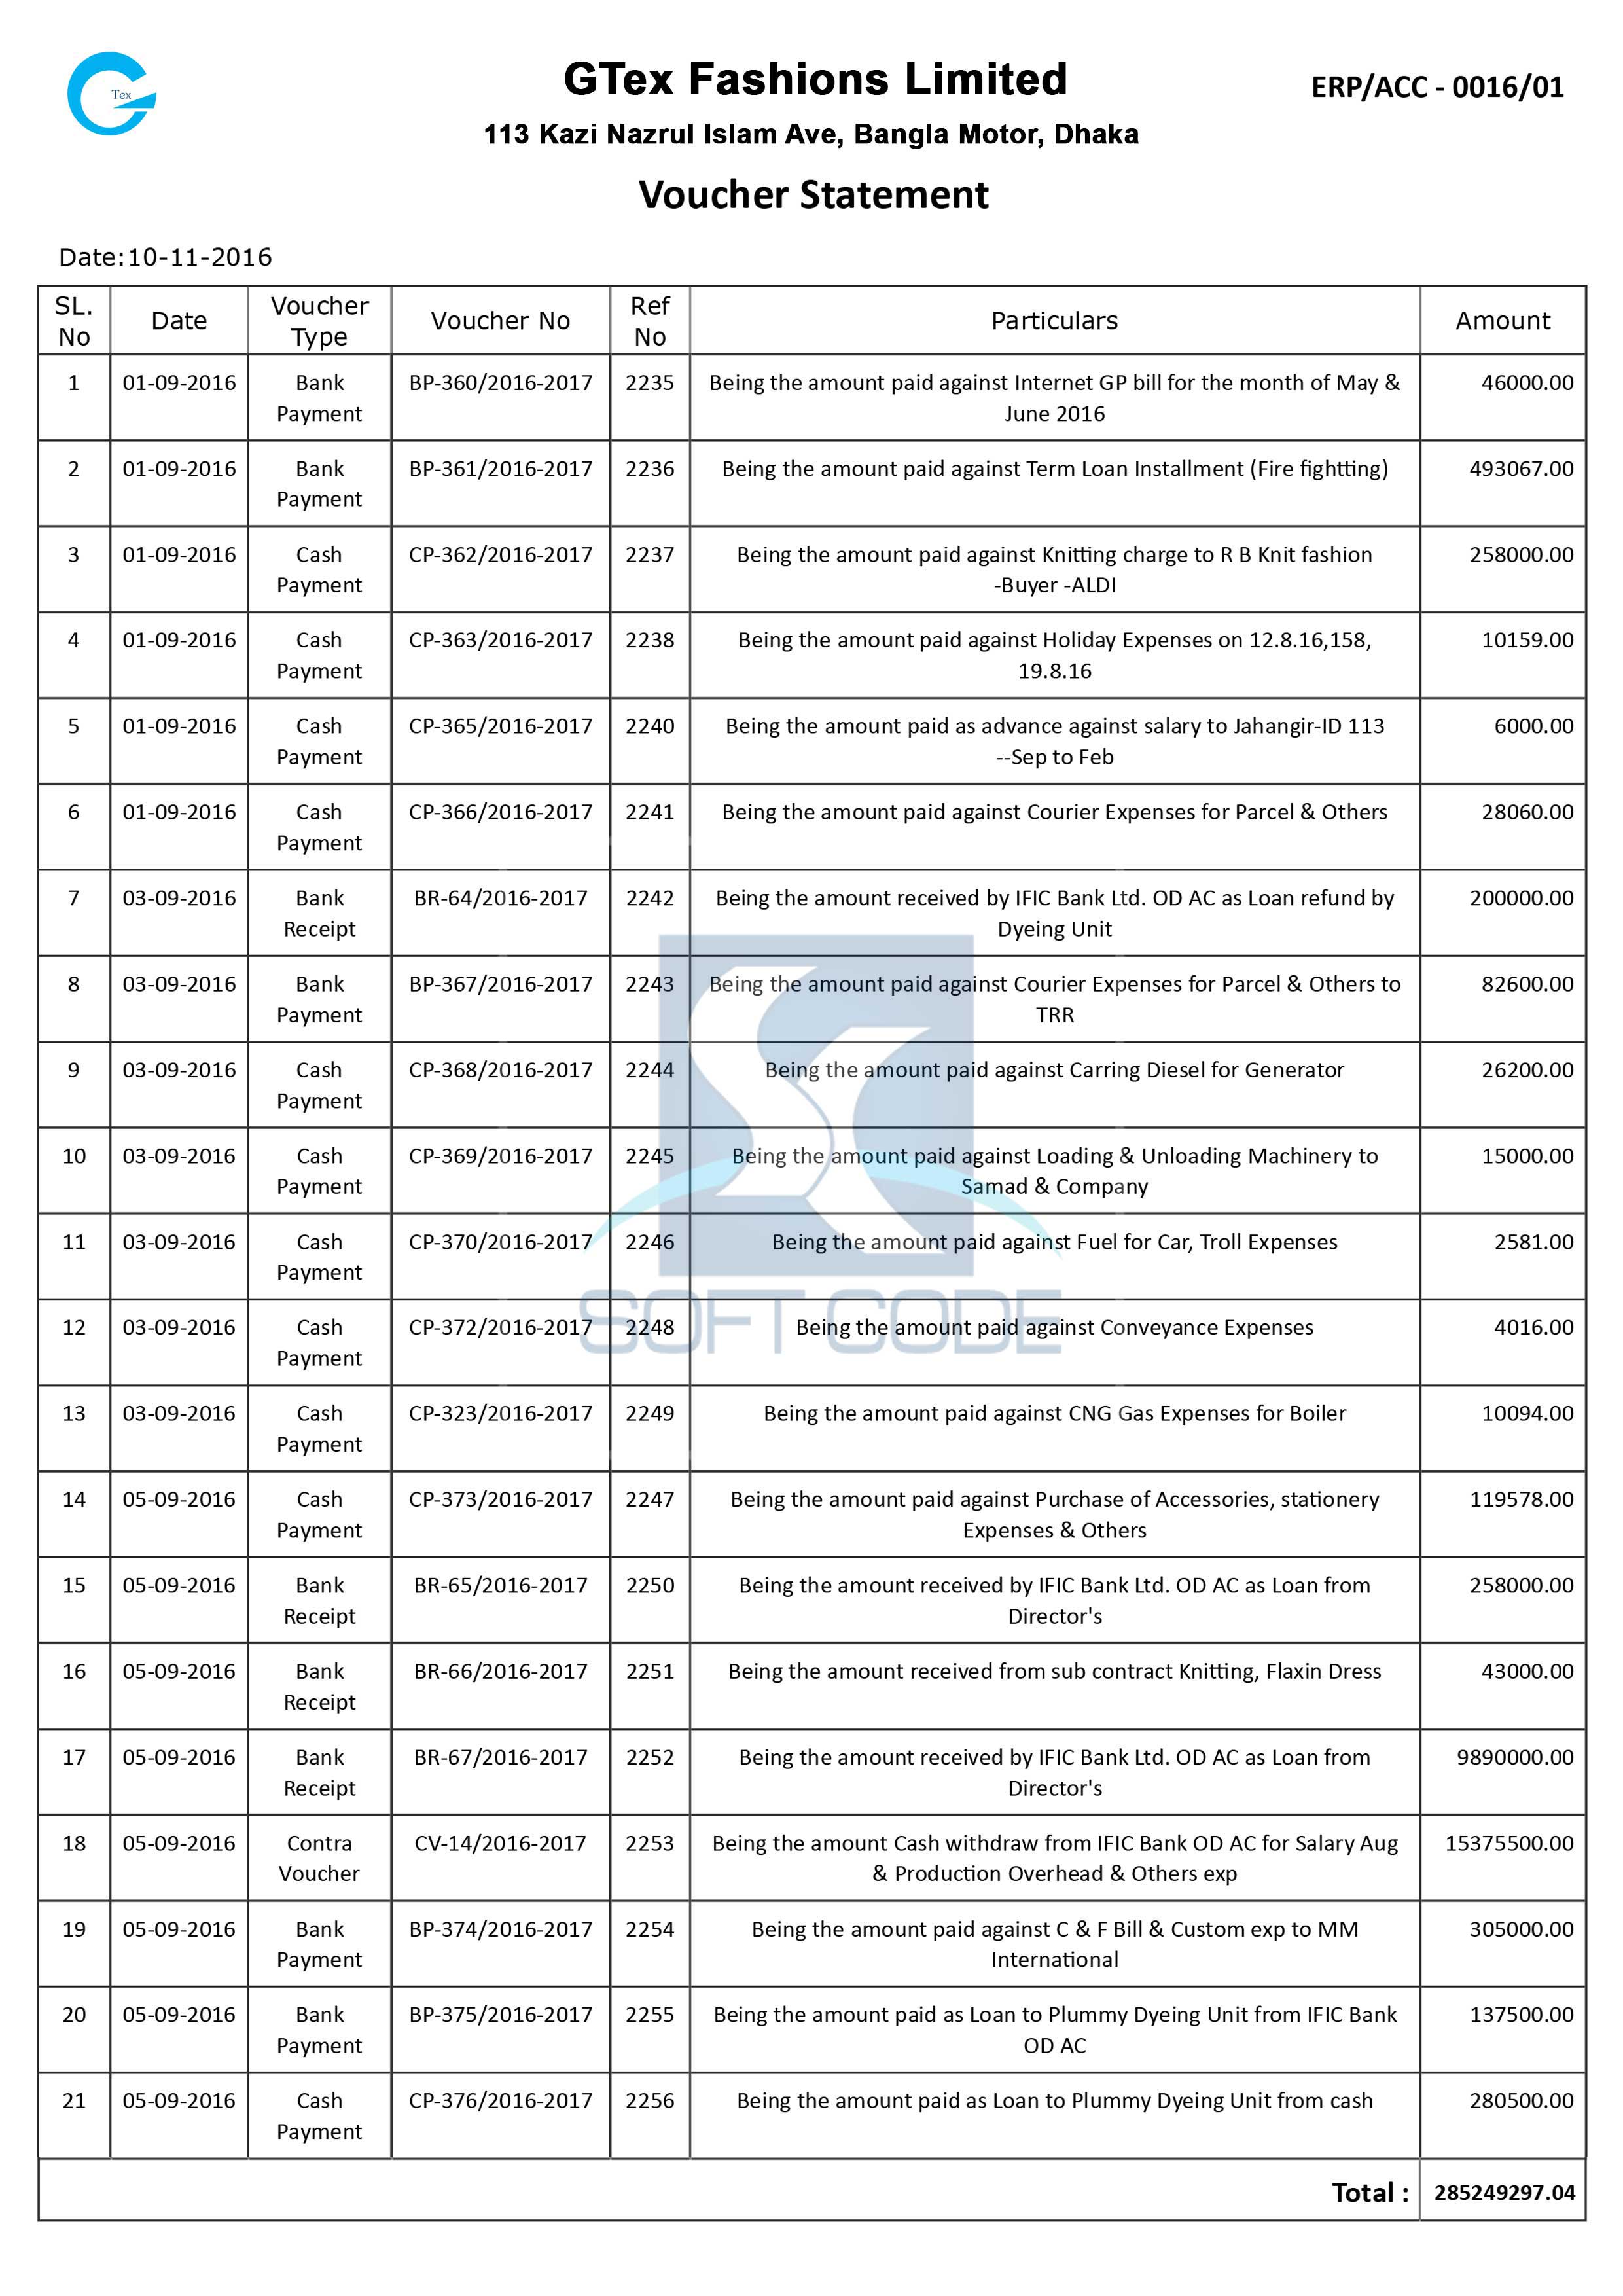 Tex
GTex Fashions Limited
ERP/ACC - 0016/01
113 Kazi Nazrul Islam Ave, Bangla Motor, Dhaka
Voucher Statement
Date:10-11-2016
SL. No Date Voucher Type Voucher No Ref No Particulars Amount
1 01-09-2016 Bank Payment BP-360/2016-2017 2235 Being the amount paid against Internet GP bill for the month of May & June 2016 46000.00
2 01-09-2016 Bank Payment BP-361/2016-2017 2236 Being the amount paid against Term Loan Installment (Fire fightting) 493067.00
3 01-09-2016 Cash Payment CP-362/2016-2017 2237 Being the amount paid against Knitting charge to R B Knit fashion -Buyer -ALDI 258000.00
4 01-09-2016 Cash Payment CP-363/2016-2017 2238 Being the amount paid against Holiday Expenses on 12.8.16,158, 19.8.16 10159.00
5 01-09-2016 Cash Payment CP-365/2016-2017 2240 Being the amount paid as advance against salary to Jahangir-ID 113 --Sep to Feb 6000.00
6 01-09-2016 Cash Payment CP-366/2016-2017 2241 Being the amount paid against Courier Expenses for Parcel & Others 28060.00
7 03-09-2016 Bank Receipt BR-64/2016-2017 2242 Being the amount received by IFIC Bank Ltd. OD AC as Loan refund by Dyeing Unit 200000.00
8 03-09-2016 Bank Payment BP-367/2016-2017 2243 Being the amount paid against Courier Expenses for Parcel & Others to TRR 82600.00
9 03-09-2016 Cash Payment CP-368/2016-2017 2244 Being the amount paid against Carring Diesel for Generator 26200.00
10 03-09-2016 Cash Payment CP-369/2016-2017 2245 Being the amount paid against Loading & Unloading Machinery to Samad & Company 15000.00
11 03-09-2016 Cash Payment CP-370/2016-2017 2246 Being the amount paid against Fuel for Car, Troll Expenses 2581.00
12 03-09-2016 Cash Payment CP-372/2016-2017 2248 Being the amount paid against Conveyance Expenses 4016.00
SOFT CODE
13 03-09-2016 Cash Payment CP-323/2016-2017 2249 Being the amount paid against CNG Gas Expenses for Boiler 10094.00
14 05-09-2016 Cash Payment CP-373/2016-2017 2247 Being the amount paid against Purchase of Accessories, stationery Expenses & Others 119578.00
15 05-09-2016 Bank Receipt BR-65/2016-2017 2250 Being the amount received by IFIC Bank Ltd. OD AC as Loan from Director's 258000.00
16 05-09-2016 Bank Receipt BR-66/2016-2017 2251 Being the amount received from sub contract Knitting, Flaxin Dress 43000.00
17 05-09-2016 Bank Receipt BR-67/2016-2017 2252 Being the amount received by IFIC Bank Ltd. OD AC as Loan from Director's 9890000.00
18 05-09-2016 Contra Voucher CV-14/2016-2017 2253 Being the amount Cash withdraw from IFIC Bank OD AC for Salary Aug & Production Overhead & Others exp 15375500.00
19 05-09-2016 Bank Payment BP-374/2016-2017 2254 Being the amount paid against C & F Bill & Custom exp to MM International 305000.00
20 05-09-2016 Bank Payment BP-375/2016-2017 2255 Being the amount paid as Loan to Plummy Dyeing Unit from IFIC Bank OD AC 137500.00
21 05-09-2016 Cash Payment CP-376/2016-2017 2256 Being the amount paid as Loan to Plummy Dyeing Unit from cash 280500.00
Total : 285249297.04